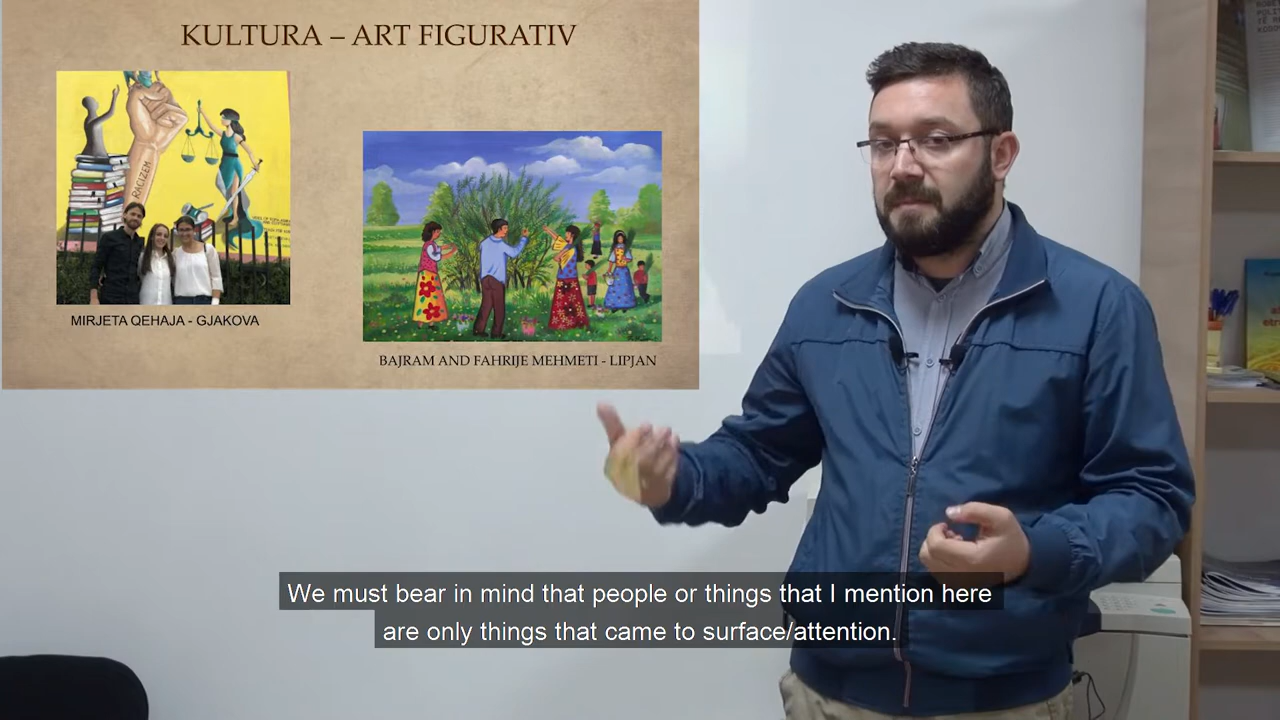 KULTURA – ART FIGURATIV
RACIZEM
MIRJETA QEHAJA - GJAKOVA
BAJRAM AND FAHRIJE MEHMETI - LIPJAN
We must bear in mind that people or things that I mention here
are only things that came to surface/attention.